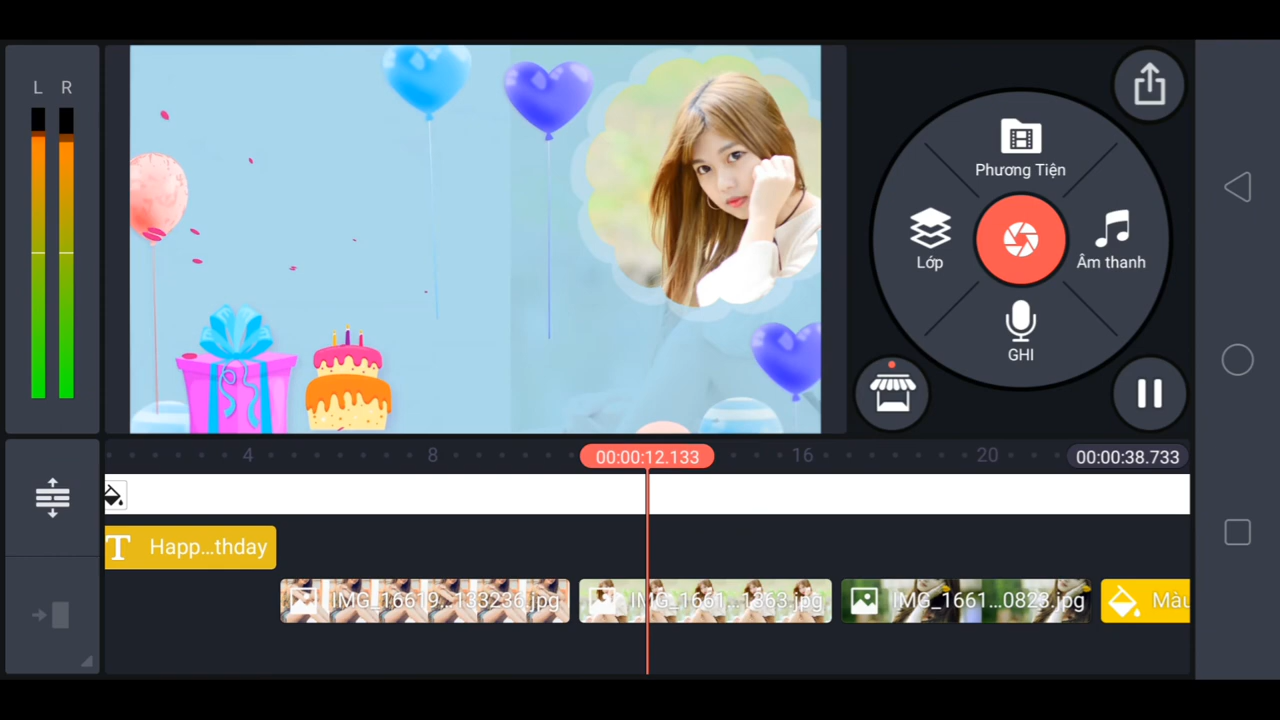 L R
Phương Tiện
Lớp
Âm thanh
GHI
4 8 00:00:12.133 16 20 00:00:38.733
T Happ...thday
IMG_16619...133236.jpg IMG_1661...1363.jpg IMG_1661...0823.jpg Màu